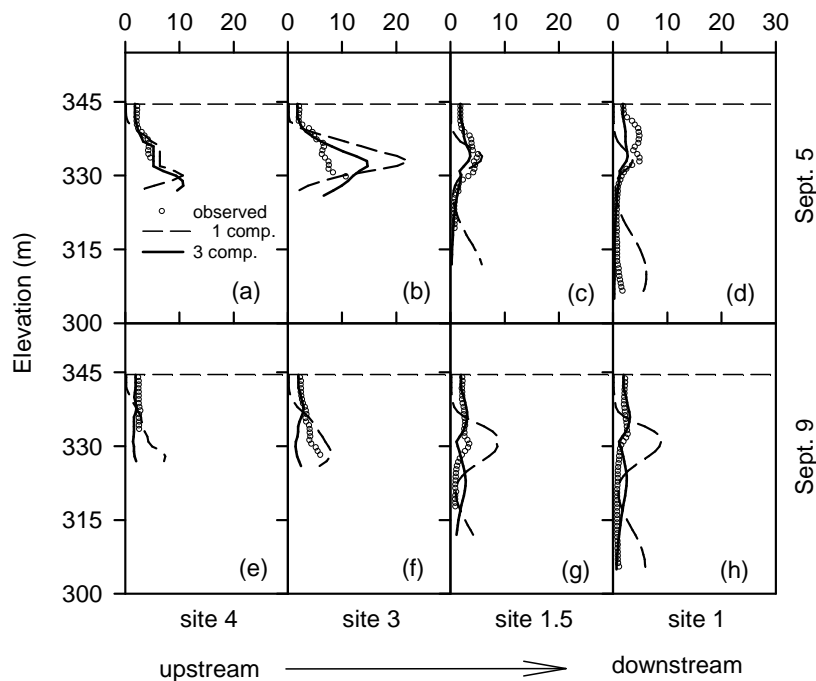 0 10 20 0 10 20 0 10 20 0 10 20 30
345
330
315
300
345
330
315
300
Elevation (m)
observed
1 comp.
3 comp.
(a) (b) (c) (d)
Sept. 5
(e) (f) (g) (h)
Sept. 9
site 4 site 3 site 1.5 site 1
upstream downstream